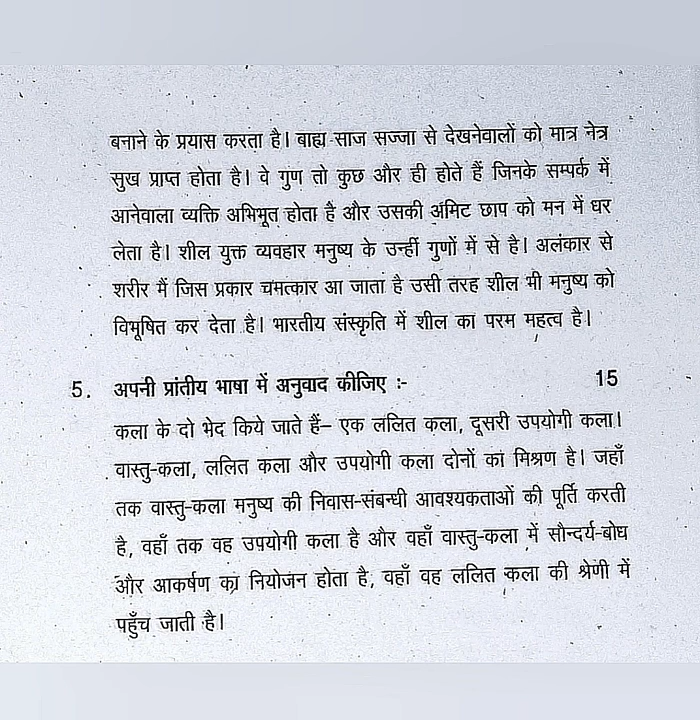 बनाने के प्रयास करता है। बाह्य साज सज्जा से देखनेवालों को मात्र नेत्र
सुख प्राप्त होता है। वे गुण तो कुछ और ही होते हैं जिनके सम्पर्क में
आनेवाला व्यक्ति अभिभूत होता है और उसकी अमिट छाप को मन में धर
लेता है। शील युक्त व्यवहार मनुष्य के उन्हीं गुणों में से है। अलंकार से
शरीर मैं जिस प्रकार चमत्कार आ जाता है उसी तरह शील भी मनुष्य को
विभूषित कर देता है। भारतीय संस्कृति में शील का परम महत्व है।
5. अपनी प्रांतीय भाषा में अनुवाद कीजिए :- 15
कला के दो भेद किये जाते हैं– एक ललित कला, दूसरी उपयोगी कला।
वास्तु-कला, ललित कला और उपयोगी कला दोनों का मिश्रण है। जहाँ
तक वास्तु-कला मनुष्य की निवास-संबन्धी आवश्यकताओं की पूर्ति करती
है, वहाँ तक वह उपयोगी कला है और वहाँ वास्तु-कला में सौन्दर्य-बोघ
और आकर्षण का नियोजन होता है, वहाँ वह ललित कला की श्रेणी में
पहुँच जाती है।